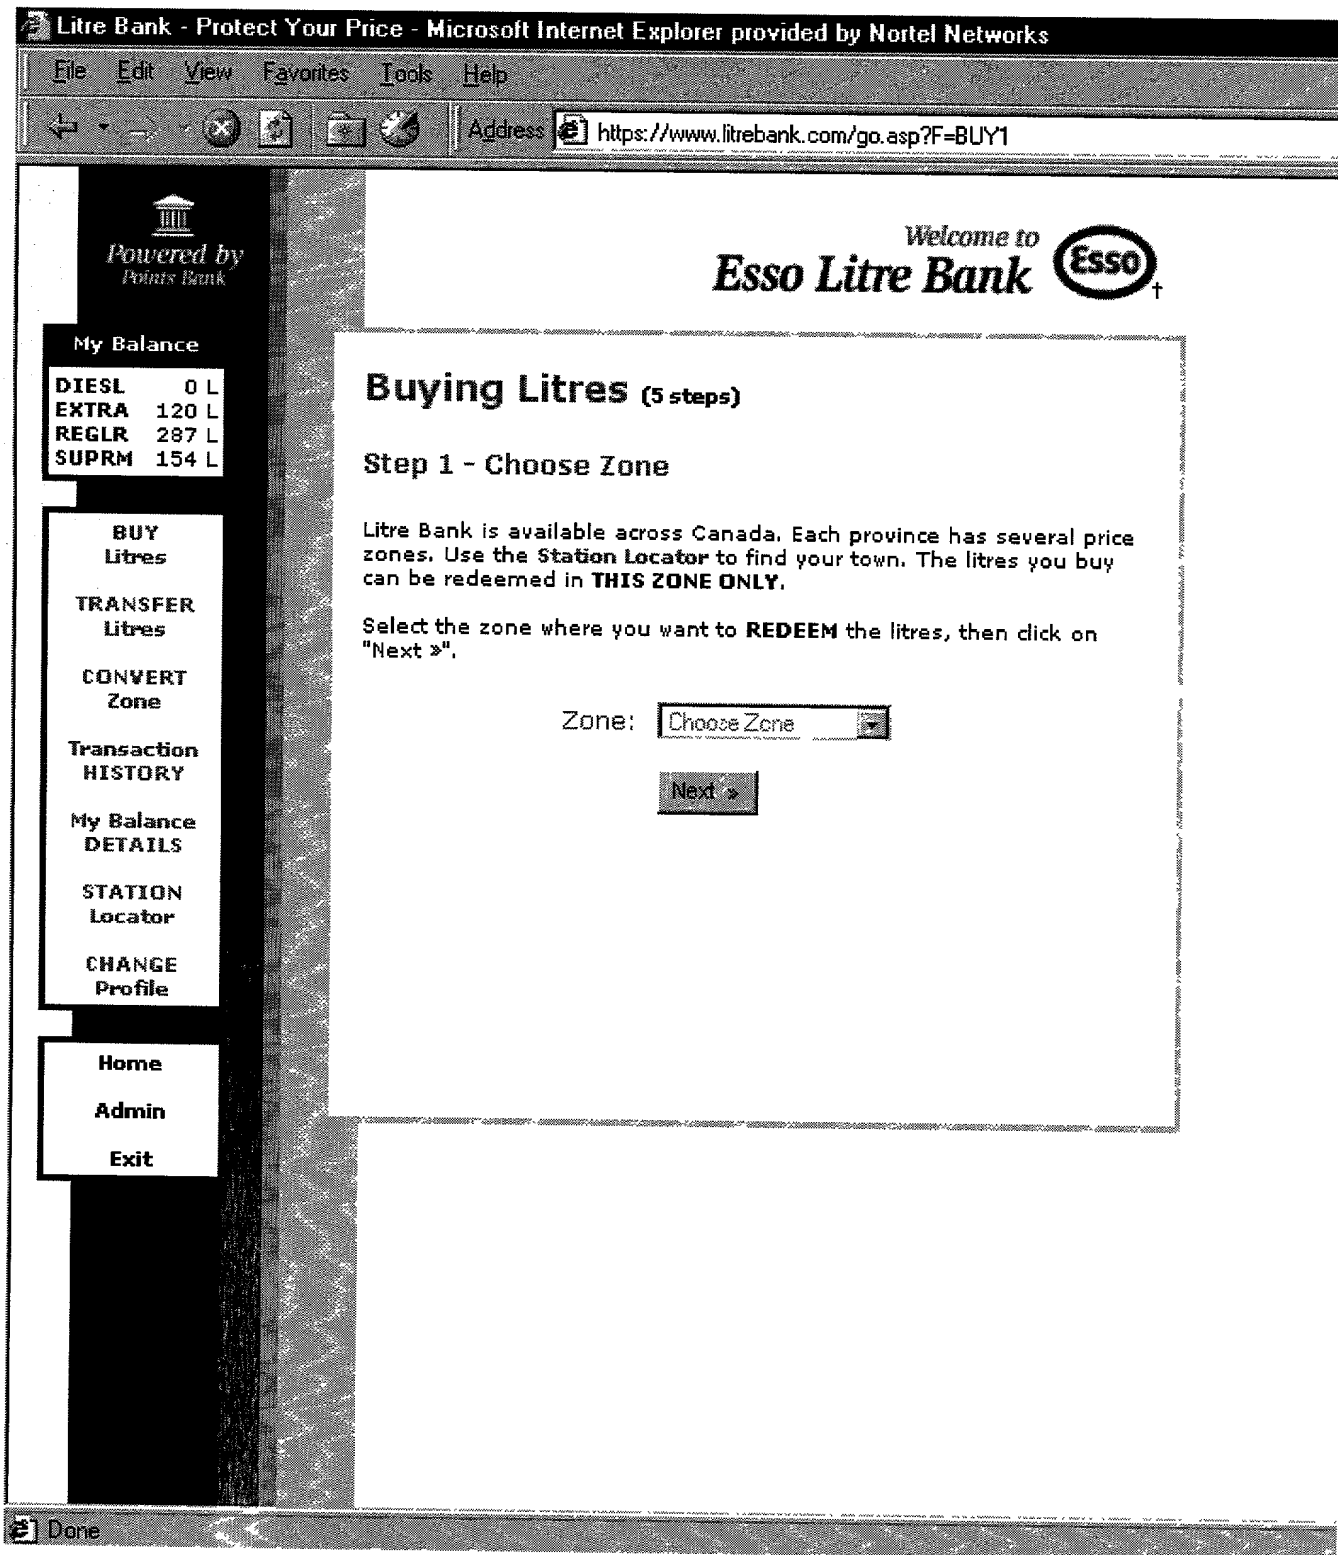 Litre Bank - Protect Your Price - Microsoft Internet Explorer provided by Nortel Networks
File Edit View Favorites Tools Help
Address https://www.litrebank.com/go.asp?F=BUY1
Powered by
Points Bank
Welcome to
Esso Litre Bank Esso †
My Balance
DIESL 0 L
EXTRA 120 L
REGLR 287 L
SUPRM 154 L
BUY
Litres
TRANSFER
Litres
CONVERT
Zone
Transaction
HISTORY
My Balance
DETAILS
STATION
Locator
CHANGE
Profile
Home
Admin
Exit
Buying Litres (5 steps)
Step 1 - Choose Zone
Litre Bank is available across Canada. Each province has several price
zones. Use the Station Locator to find your town. The litres you buy
can be redeemed in THIS ZONE ONLY.
Select the zone where you want to REDEEM the litres, then click on
"Next »".
Zone: Choose Zone
Next »
Done